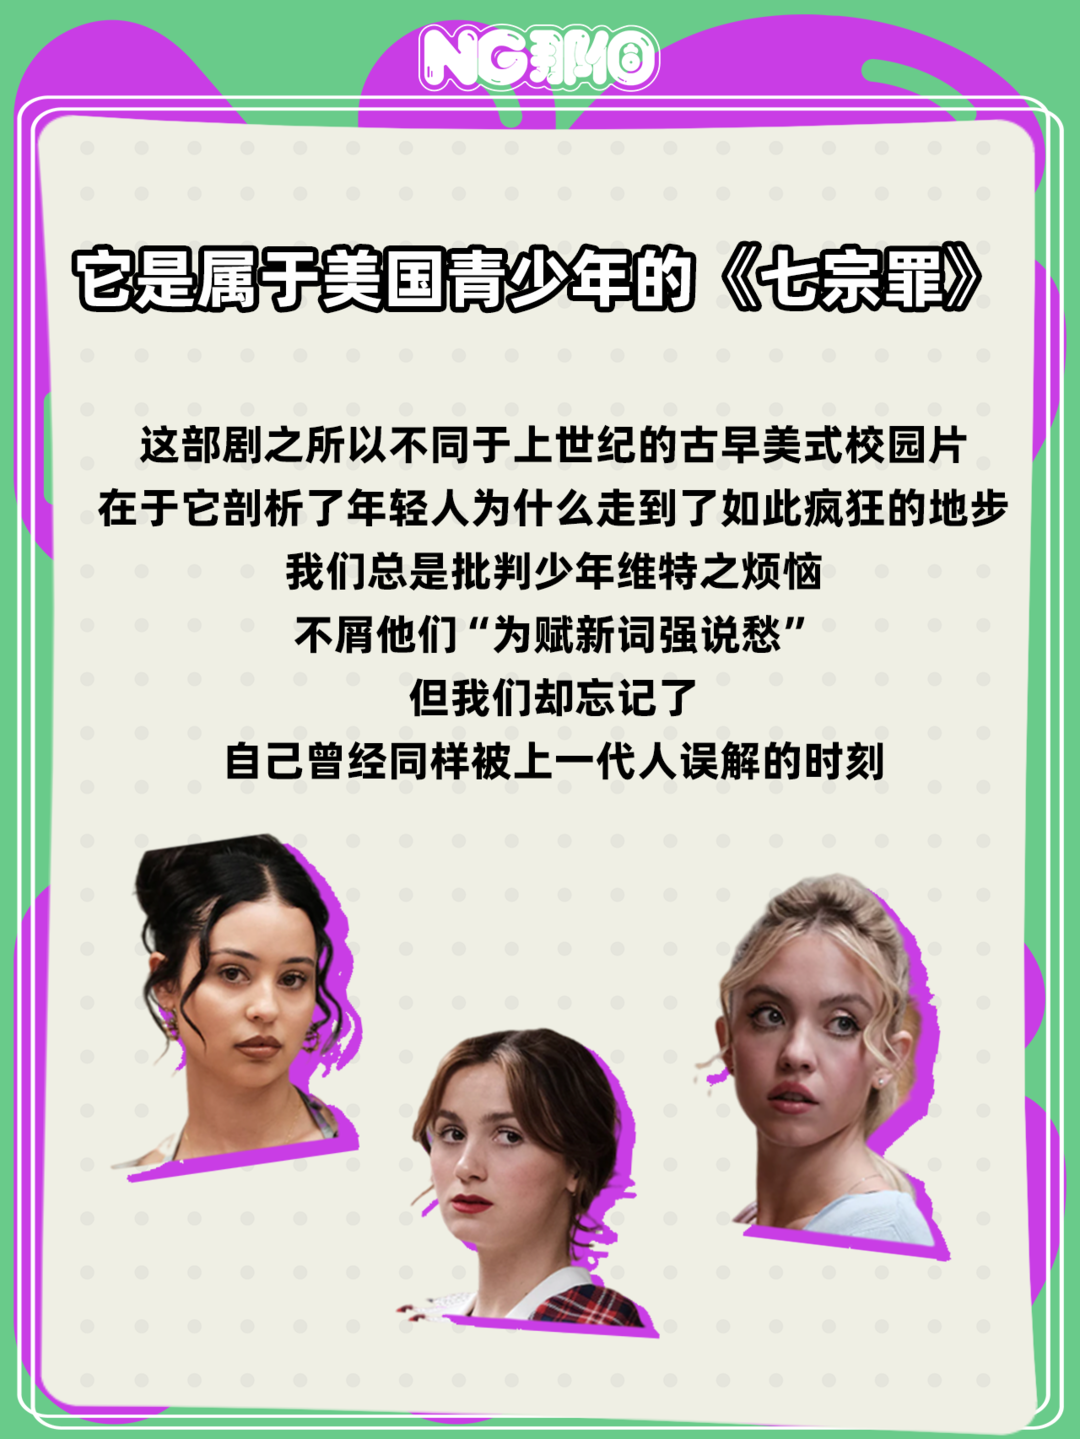 NG那個
它是属于美国青少年的《七宗罪》
这部剧之所以不同于上世纪的古早美式校园片
在于它剖析了年轻人为什么走到了如此疯狂的地步
我们总是批判少年维特之烦恼
不屑他们“为赋新词强说愁”
但我们却忘记了
自己曾经同样被上一代人误解的时刻